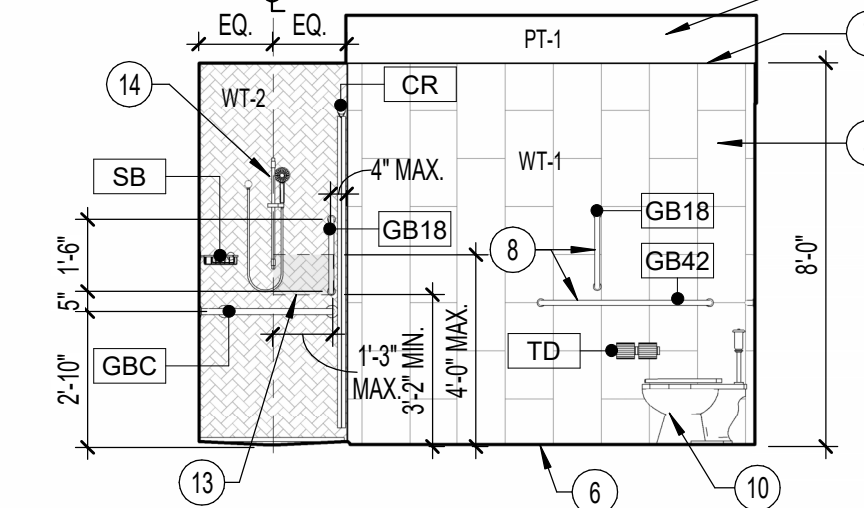 EQ. EQ.
PT-1
14
WT-2
CR
SB
4" MAX.
WT-1
GB18
GB18
8
GB42
1'-6"
5"
2'-10"
8'-0"
GBC
1'-3"
MAX.
3'-2" MIN.
4'-0" MAX.
TD
13
6
10